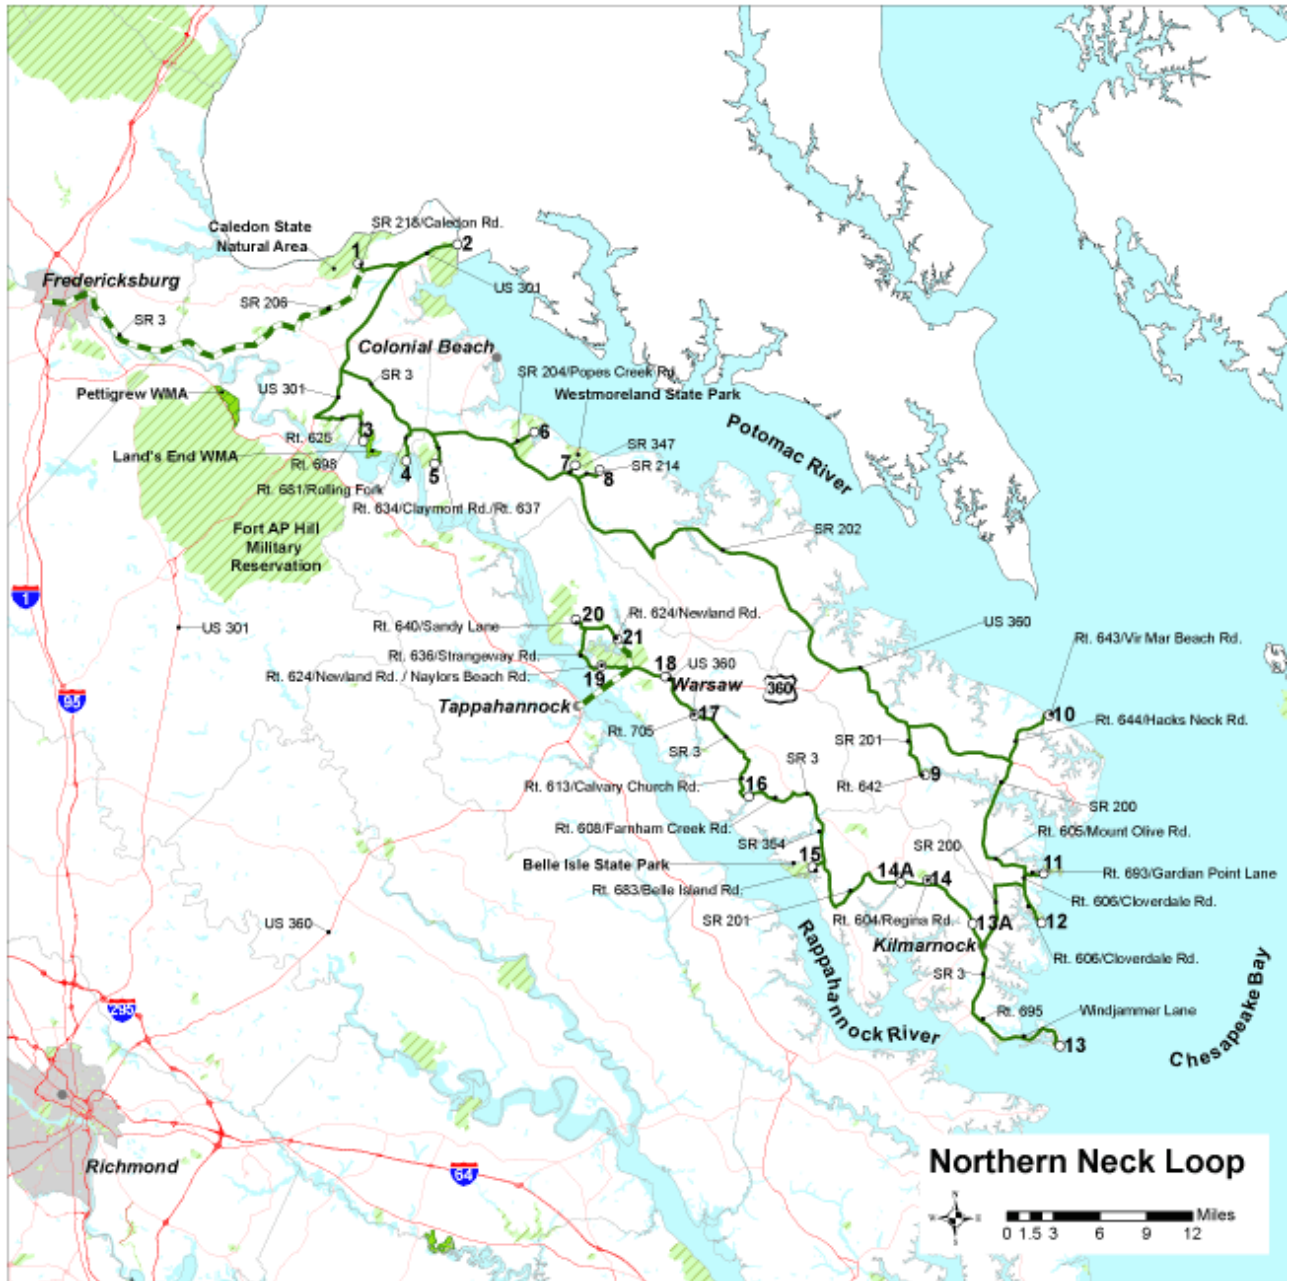 SR 218/Caledon Rd.
Caledon State
Natural Area
1
2
Fredericksburg
US 301
SR 206
SR 3
Colonial Beach
SR 204/Popes Creek Rd
SR 3
US 301
Pettigrew WMA
Westmoreland State Park
Potomac River
6
3
Rt. 625
SR 347
Land's End WMA
Rt. 698
7
8
SR 214
4
5
Rt. 681/Rolling Fork
Rt. 634/Claymont Rd./Rt. 637
Fort AP Hill
Military
Reservation
SR 202
1
US 301
20
Rt. 624/Newland Rd.
Rt. 640/Sandy Lane
21
US 360
Rt. 643/Vir Mar Beach Rd.
Rt. 636/Strangeway Rd.
18
US 360
Rt. 624/Newland Rd. / Naylors Beach Rd.
19
Warsaw
360
95
Tappahannock
17
10
Rt. 644/Hacks Neck Rd.
Rt. 705
SR 3
SR 201
SR 3
9
Rt. 613/Calvary Church Rd.
16
Rt. 642
SR 200
Rt. 608/Farnham Creek Rd.
Rt. 605/Mount Olive Rd.
SR 354
SR 200
Belle Isle State Park
15
11
14A
14
Rt. 693/Gardian Point Lane
Rt. 683/Belle Island Rd.
Rt. 606/Cloverdale Rd.
SR 201
Rt. 604/Regina Rd.
13A
12
US 360
Kilmarnock
Rt. 606/Cloverdale Rd.
Rappahannock River
SR 3
Chesapeake Bay
295
Rt. 695
Windjammer Lane
13
Richmond
64
Northern Neck Loop
N
W
E
S
Miles
0 1.5 3 6 9 12